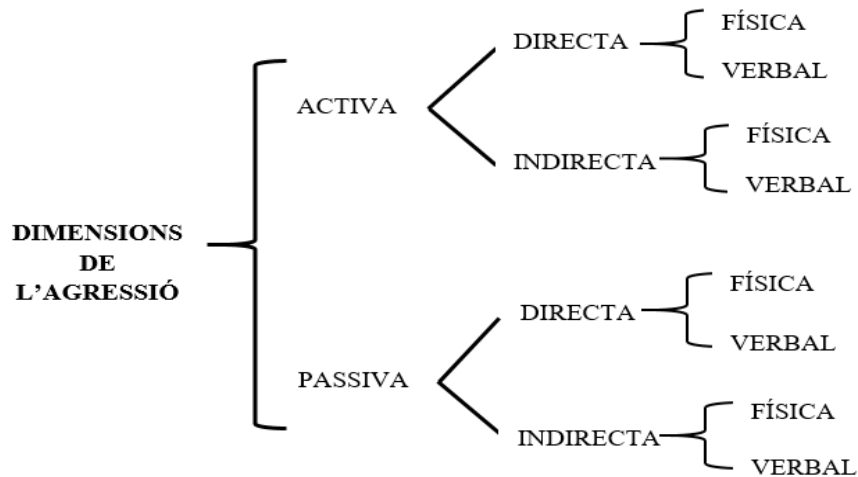 DIMENSIONS
DE
L'AGRESSIÓ
ACTIVA
DIRECTA
FÍSICA
VERBAL
INDIRECTA
FÍSICA
VERBAL
PASSIVA
DIRECTA
FÍSICA
VERBAL
INDIRECTA
FÍSICA
VERBAL